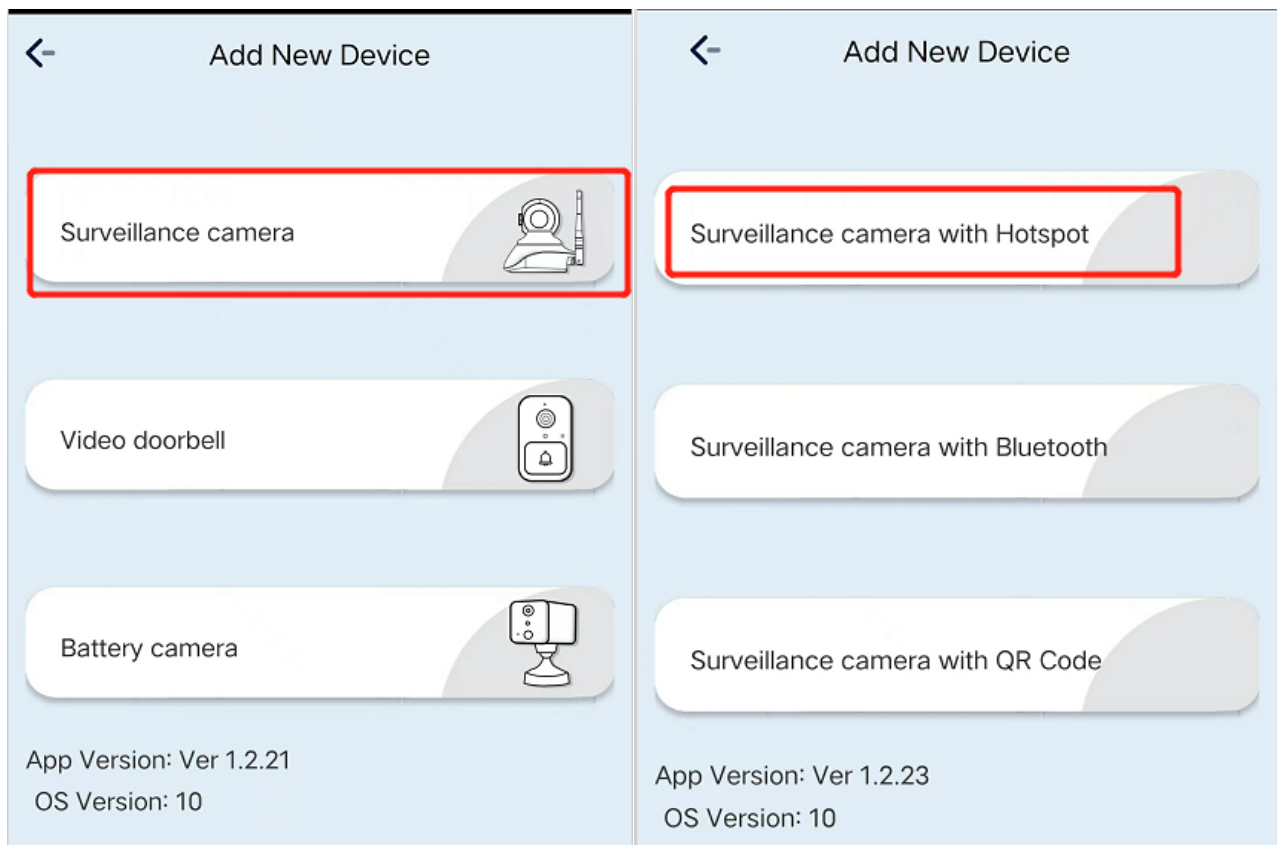 Add New Device
Surveillance camera
Video doorbell
Battery camera
App Version: Ver 1.2.21
OS Version: 10
Add New Device
Surveillance camera with Hotspot
Surveillance camera with Bluetooth
Surveillance camera with QR Code
App Version: Ver 1.2.23
OS Version: 10